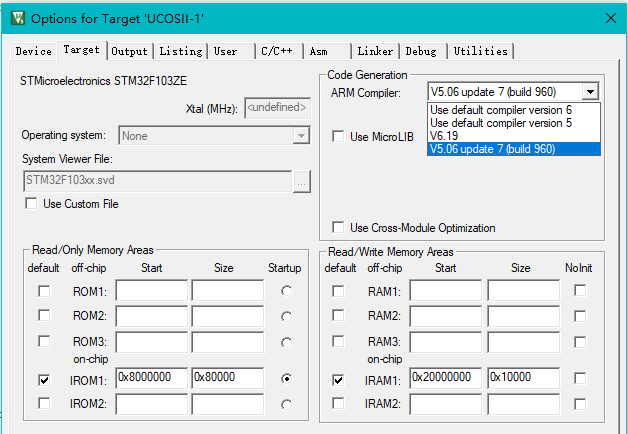 Options for Target 'UCOSII-1'
Device Target Output Listing User C/C++ Asm Linker Debug Utilities
STMicroelectronics STM32F103ZE
Xtal (MHz): <undefined>
Operating system: None
System Viewer File:
STM32F103xx.svd ...
Use Custom File
Code Generation
ARM Compiler: V5.06 update 7 (build 960)
Use default compiler version 6
Use default compiler version 5
V6.19
V5.06 update 7 (build 960)
Use MicroLIB
Use Cross-Module Optimization
Read/Only Memory Areas
default off-chip Start Size Startup
ROM1:
ROM2:
ROM3:
on-chip
IROM1: 0x8000000 0x80000
IROM2:
Read/Write Memory Areas
default off-chip Start Size NoInit
RAM1:
RAM2:
RAM3:
on-chip
IRAM1: 0x20000000 0x10000
IRAM2: